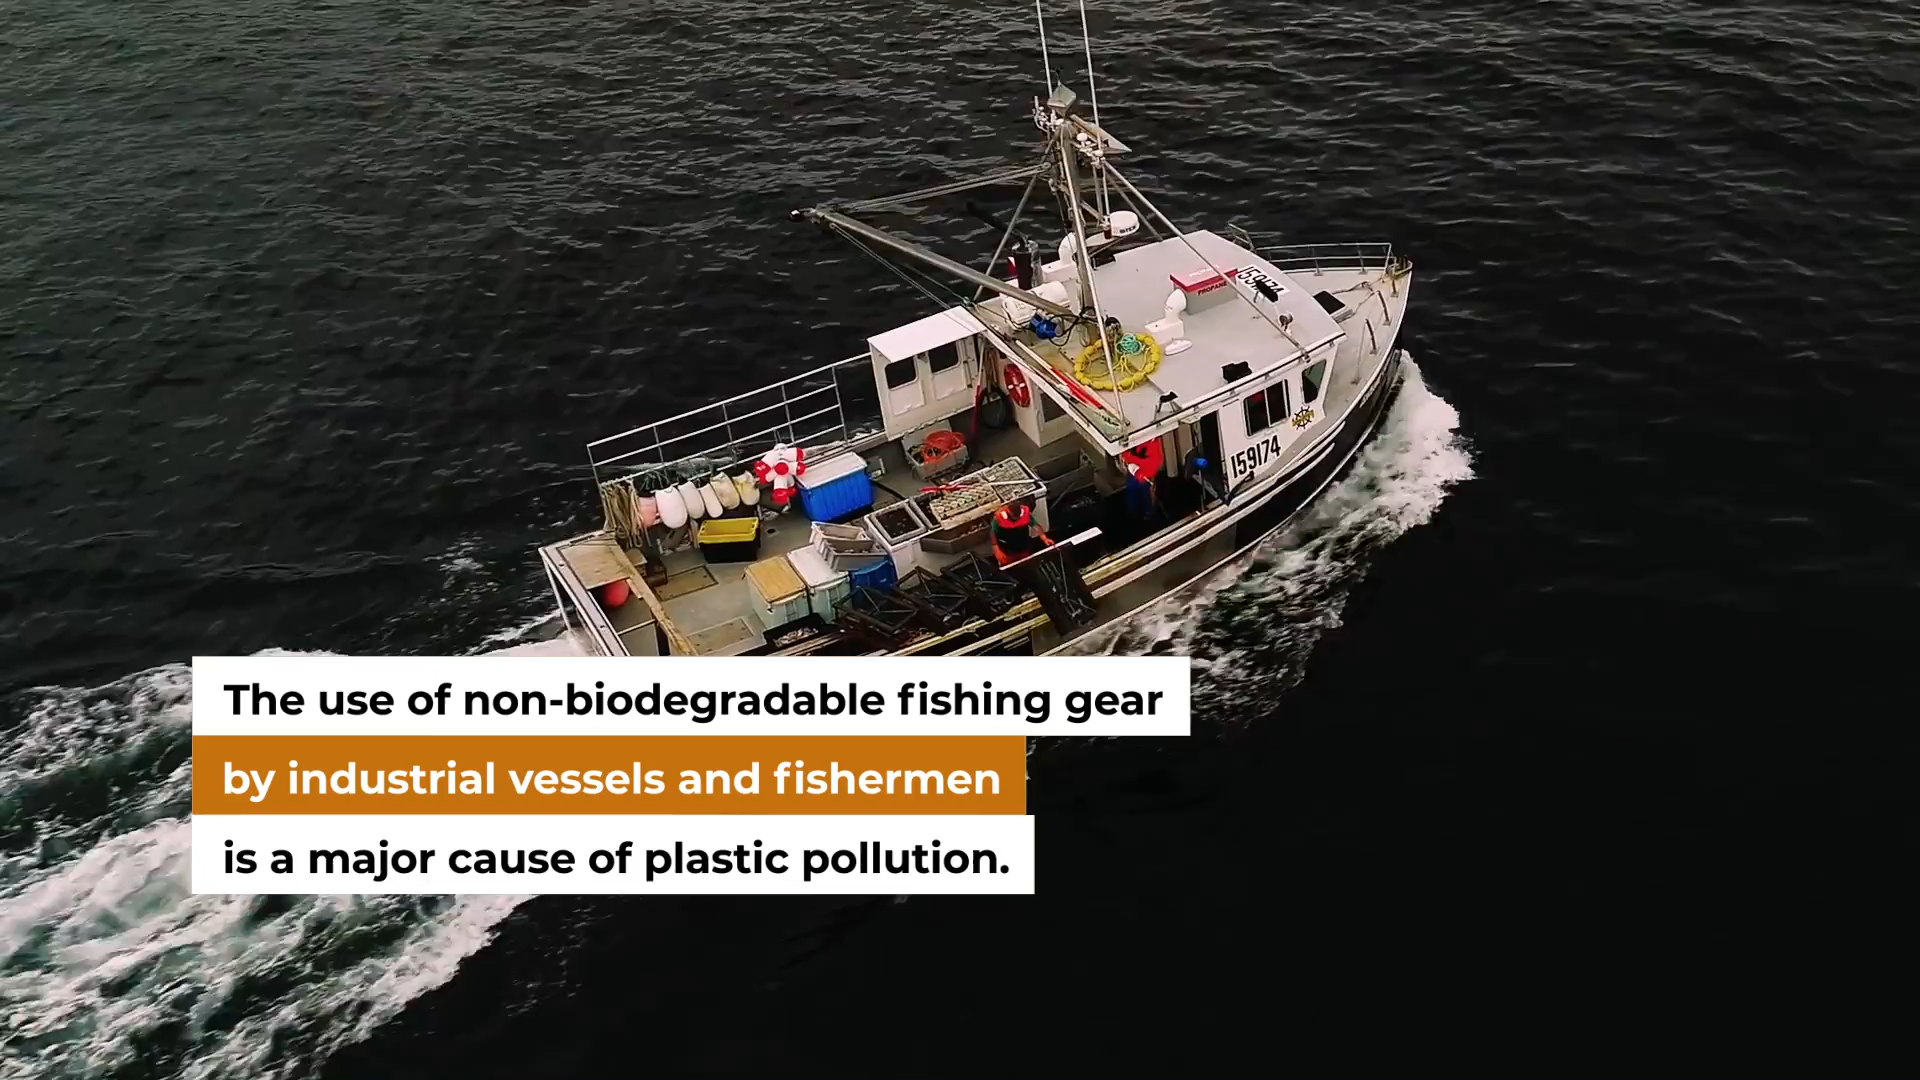 159174
PROPANE
159174
The use of non-biodegradable fishing gear
by industrial vessels and fishermen
is a major cause of plastic pollution.